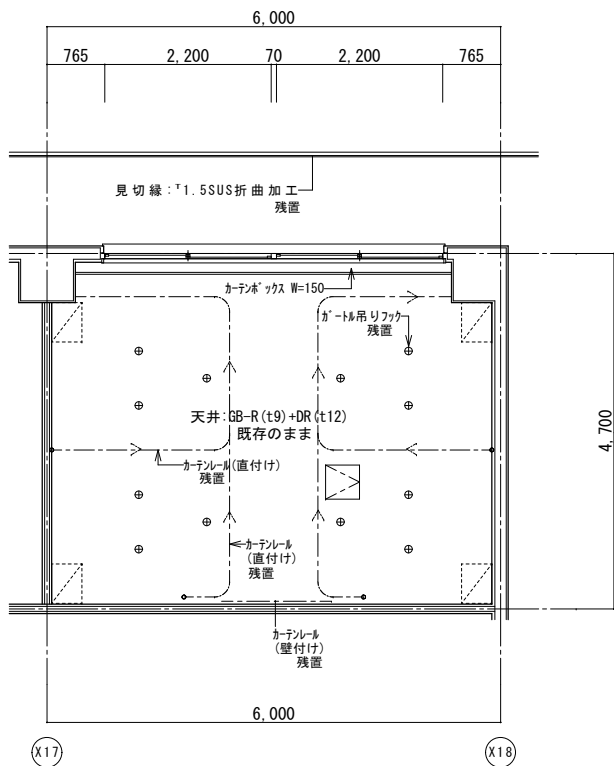 6,000
765 2,200 70 2,200 765
見切縁：ｔ1.5SUS折曲加工
残置
ｶｰﾃﾝﾎﾞｯｸｽ W=150
ｶﾞｰﾄﾙ吊りﾌｯｸ
残置
天井:GB-R(t9)+DR(t12)
既存のまま
4,700
ｶｰﾃﾝﾚｰﾙ(直付け)
残置
ｶｰﾃﾝﾚｰﾙ
(直付け)
残置
ｶｰﾃﾝﾚｰﾙ
(壁付け)
残置
6,000
X17 X18